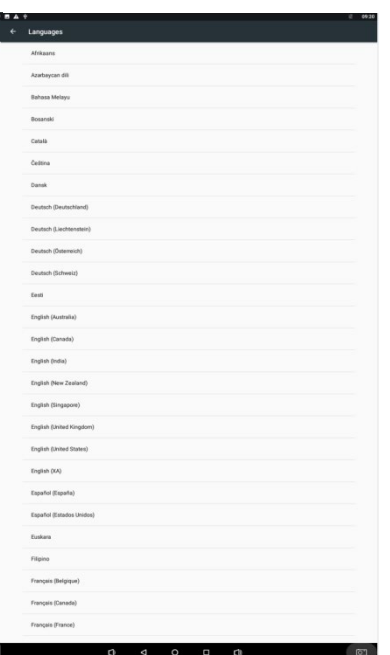 09:20
Languages
Afrikaans
Azərbaycan dili
Bahasa Melayu
Bosanski
Català
Čeština
Dansk
Deutsch (Deutschland)
Deutsch (Liechtenstein)
Deutsch (Österreich)
Deutsch (Schweiz)
Eesti
English (Australia)
English (Canada)
English (India)
English (New Zealand)
English (Singapore)
English (United Kingdom)
English (United States)
English (XA)
Español (España)
Español (Estados Unidos)
Euskara
Filipino
Français (Belgique)
Français (Canada)
Français (France)